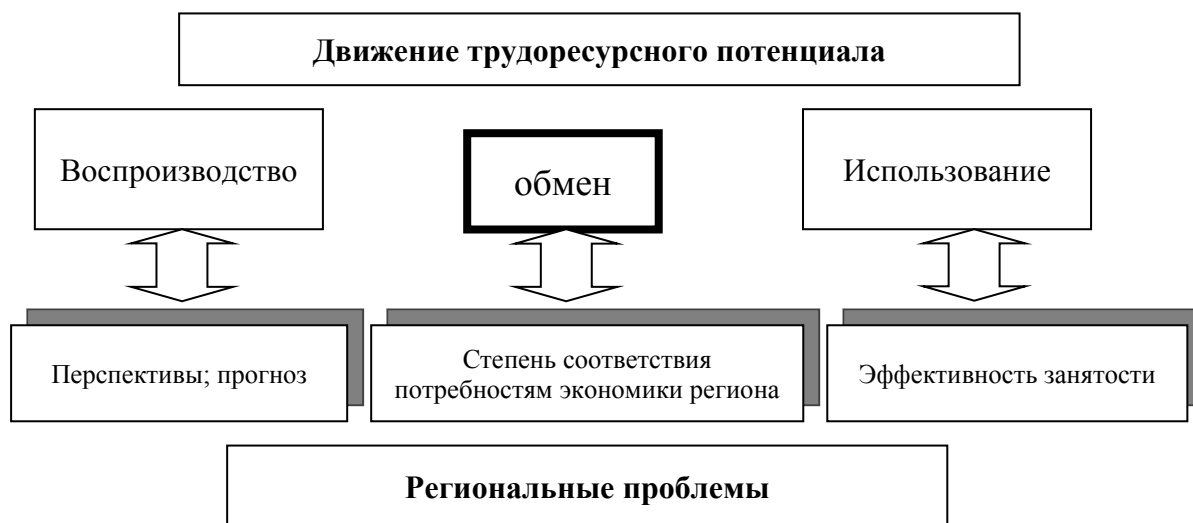 Движение трудоресурсного потенциала
Воспроизводство
обмен
Использование
Перспективы; прогноз
Степень соответствия
потребностям экономики региона
Эффективность занятости
Региональные проблемы